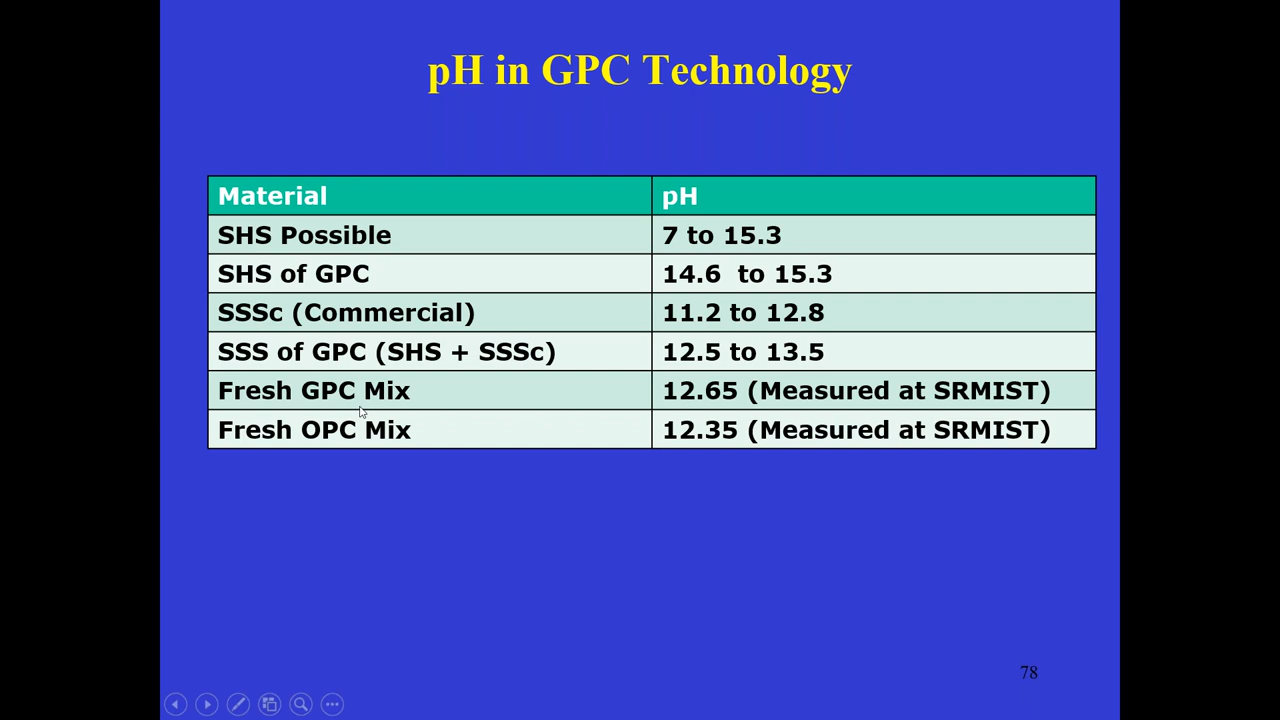 pH in GPC Technology
Material pH
SHS Possible 7 to 15.3
SHS of GPC 14.6 to 15.3
SSSc (Commercial) 11.2 to 12.8
SSS of GPC (SHS + SSSc) 12.5 to 13.5
Fresh GPC Mix 12.65 (Measured at SRMIST)
Fresh OPC Mix 12.35 (Measured at SRMIST)
78